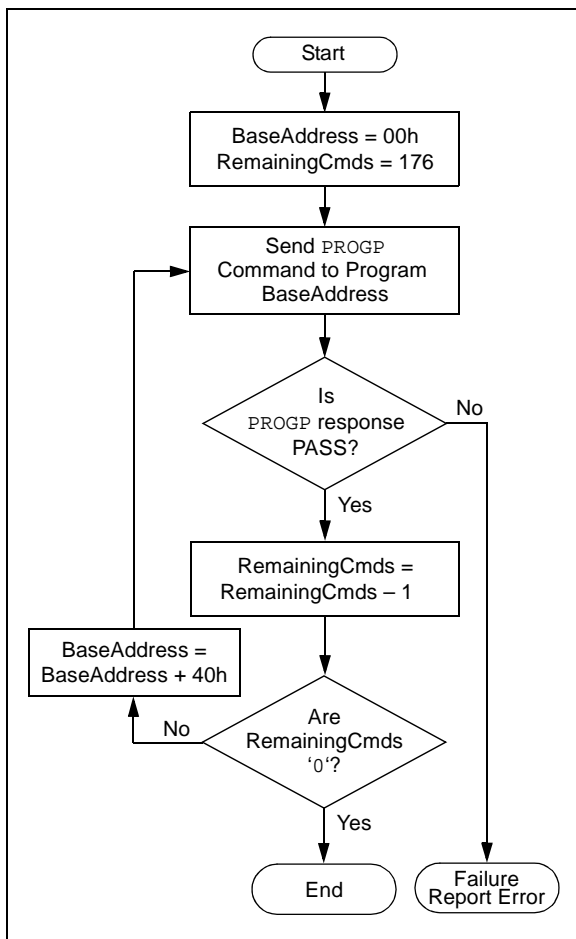 Start
BaseAddress = 00h
RemainingCmds = 176
Send PROGP
Command to Program
BaseAddress
Is
PROGP response
PASS?
No
Yes
RemainingCmds =
RemainingCmds – 1
BaseAddress =
BaseAddress + 40h
No
Are
RemainingCmds
‘0‘?
Yes
End
Failure
Report Error